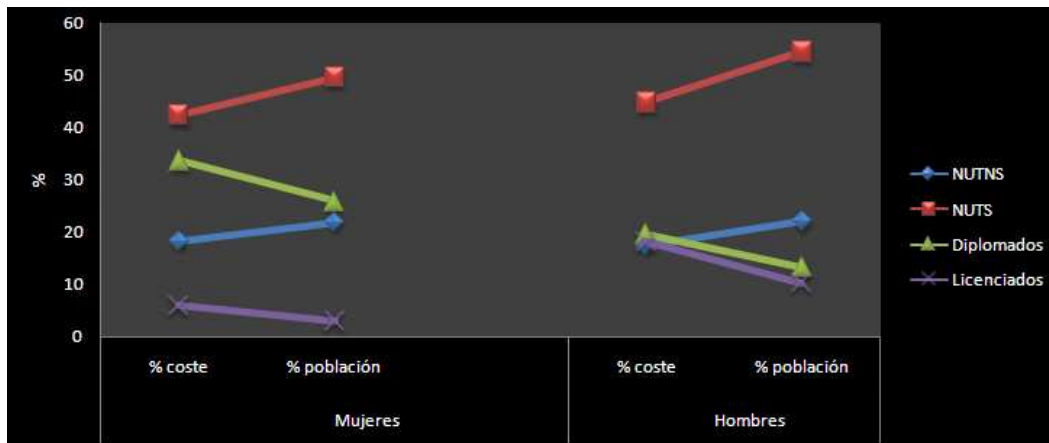 60
50
40
30
20
10
0
%
% coste
% población
% coste
% población
Mujeres
Hombres
NUTNS
NUTS
Diplomados
Licenciados